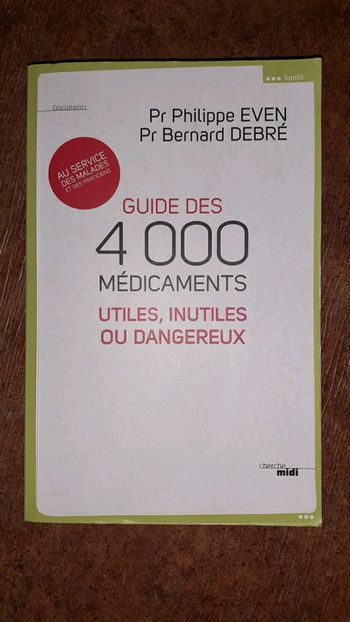 Santé
Documents
Pr Philippe EVEN
Pr Bernard DEBRÉ
AU SERVICE
DES MALADES
ET DES PRATICIENS
GUIDE DES
4 000
MÉDICAMENTS
UTILES, INUTILES
OU DANGEREUX
cherche
midi